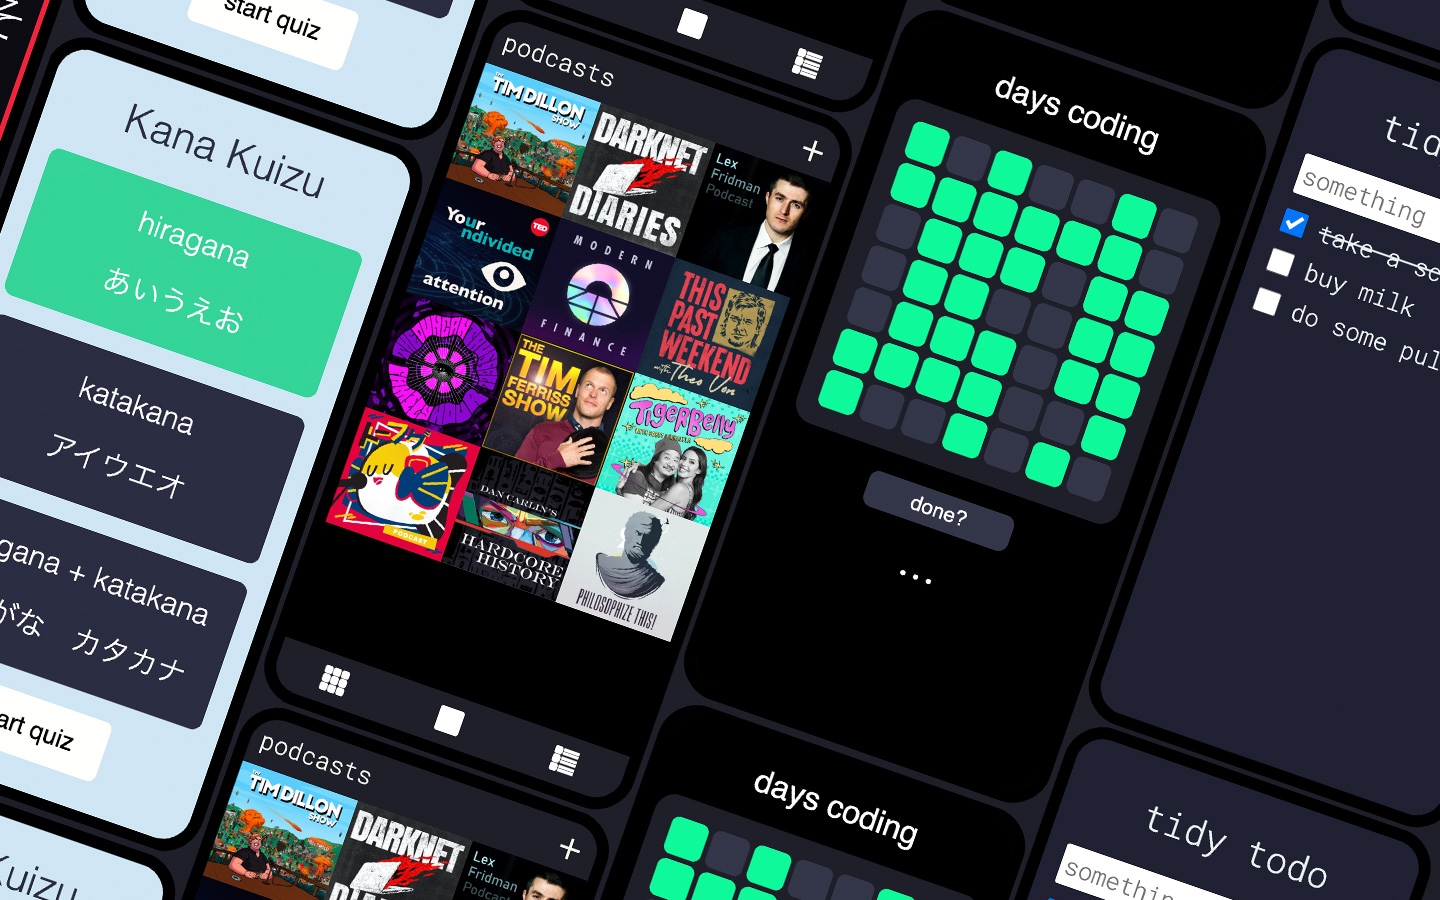 start quiz
Kana Kuizu
hiragana
あいうえお
katakana
アイウエオ
gana + katakana
がな カタカナ
art quiz
Kuizu
podcasts
THE
TIM DILLON
SHOW
DARKNET
DIARIES
Lex
Fridman
Podcast
Your
undivided
attention
TED
MODERN
FINANCE
THIS
PAST
WEEKEND
with Theo Von
DUNCAN TRUSSELL FAMILY HOUR
THE
TIM
FERRISS
SHOW
TigerBelly
PODCAST
DAN CARLIN'S
HARDCORE
HISTORY
PHILOSOPHIZE THIS!
podcasts
THE
TIM DILLON
SHOW
DARKNET
Lex
Fridman
Podcast
days coding
done?
...
days coding
tid
something
take a se
buy milk
do some pul
tidy todo
somethin